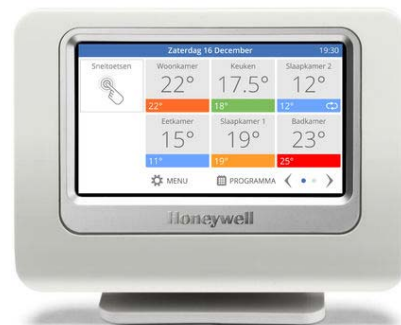 Zaterdag 16 December 19:30
Sneltoetsen Woonkamer Keuken Slaapkamer 2
22° 17.5° 12°
22° 18° 12°
Eetkamer Slaapkamer 1 Badkamer
15° 19° 23°
11° 19° 25°
MENU PROGRAMMA
Honeywell